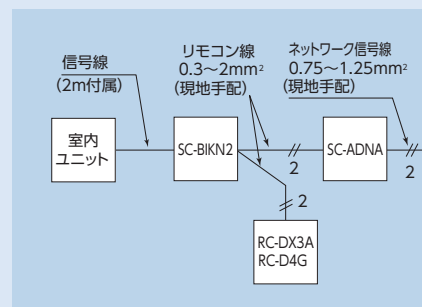 信号線
(2m付属)
リモコン線
0.3〜2mm²
(現地手配)
ネットワーク信号線
0.75〜1.25mm²
(現地手配)
室内
ユニット
SC-BIKN2
2
SC-ADNA
2
2
RC-DX3A
RC-D4G